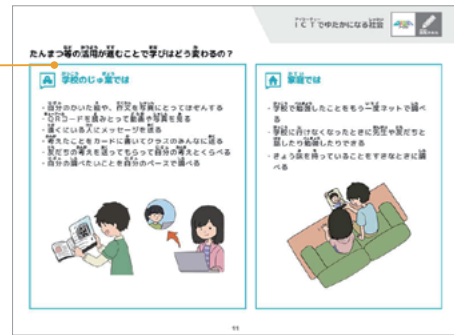 ICTでゆたかになる社会
たんまつ等の活用が進むことで学びはどう変わるの？
学校のじゅ業では
・自分のかいた絵や、作文を写真にとってほぞんする
・QRコードを読みとって動画や写真を見る
・遠くにいる人にメッセージを送る
・考えたことをカードに書いてクラスのみんなに送る
・友だちの考えを送ってもらって自分の考えとくらべる
・自分の調べたいことを自分のペースで調べる
家庭では
・学校で勉強したことをもう一度ネットで調べ
る
・学校に行けなくなったときに先生や友だちと
話したり勉強したりできる
・きょう味を持っていることをすきなときに調
べる
11